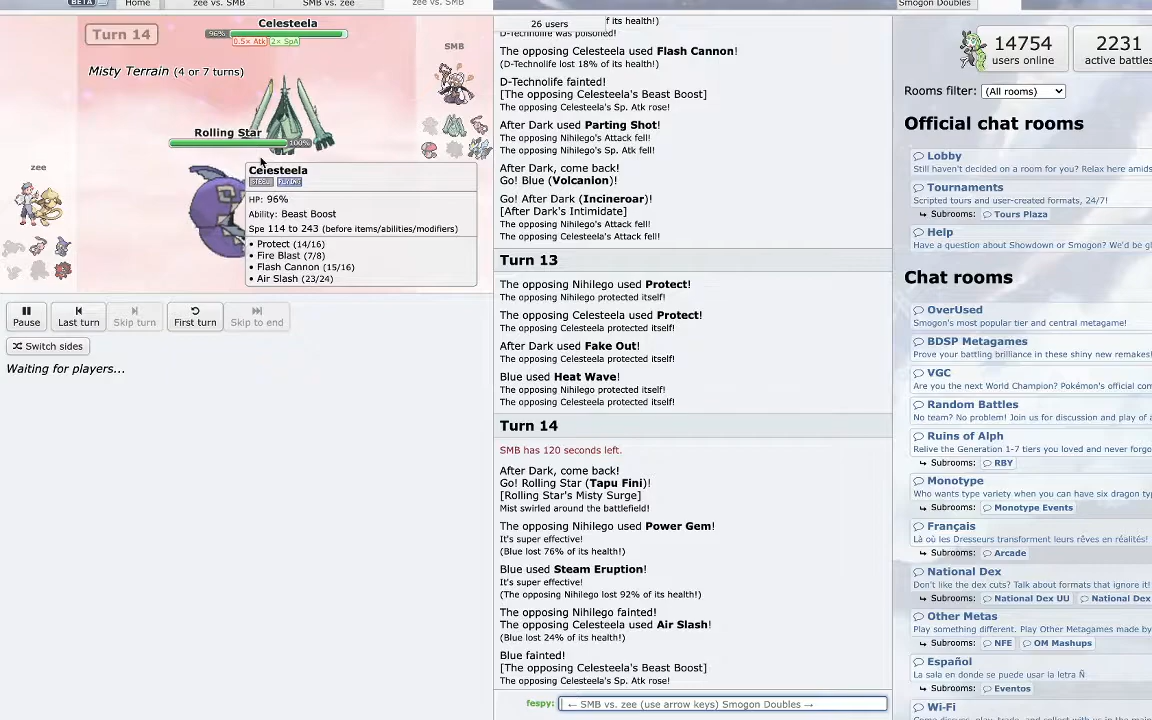 BETA
Home
zee vs. SMB
SMB vs. zee
zee vs. SMB
Smogon Doubles
Turn 14
Celesteela
96%
0.5× Atk 2× SpA
Misty Terrain (4 or 7 turns)
SMB
Rolling Star
100%
zee
Celesteela
STEEL FLYING
HP: 96%
Ability: Beast Boost
Spe 114 to 243 (before items/abilities/modifiers)
• Protect (14/16)
• Fire Blast (7/8)
• Flash Cannon (15/16)
• Air Slash (23/24)
Pause
Last turn
Skip turn
First turn
Skip to end
Switch sides
Waiting for players...
26 users
f its health!)
D-Technolife was poisoned!
The opposing Celesteela used Flash Cannon!
(D-Technolife lost 18% of its health!)
D-Technolife fainted!
[The opposing Celesteela's Beast Boost]
The opposing Celesteela's Sp. Atk rose!
After Dark used Parting Shot!
The opposing Nihilego's Attack fell!
The opposing Nihilego's Sp. Atk fell!
After Dark, come back!
Go! Blue (Volcanion)!
Go! After Dark (Incineroar)!
[After Dark's Intimidate]
The opposing Nihilego's Attack fell!
The opposing Celesteela's Attack fell!
Turn 13
The opposing Nihilego used Protect!
The opposing Nihilego protected itself!
The opposing Celesteela used Protect!
The opposing Celesteela protected itself!
After Dark used Fake Out!
The opposing Celesteela protected itself!
Blue used Heat Wave!
The opposing Nihilego protected itself!
The opposing Celesteela protected itself!
Turn 14
SMB has 120 seconds left.
After Dark, come back!
Go! Rolling Star (Tapu Fini)!
[Rolling Star's Misty Surge]
Mist swirled around the battlefield!
The opposing Nihilego used Power Gem!
It's super effective!
(Blue lost 76% of its health!)
Blue used Steam Eruption!
It's super effective!
(The opposing Nihilego lost 92% of its health!)
The opposing Nihilego fainted!
The opposing Celesteela used Air Slash!
(Blue lost 24% of its health!)
Blue fainted!
[The opposing Celesteela's Beast Boost]
The opposing Celesteela's Sp. Atk rose!
fespy:
← SMB vs. zee (use arrow keys) Smogon Doubles →
14754
users online
2231
active battles
Rooms filter: (All rooms)
Official chat rooms
Lobby
Still haven't decided on a room for you? Relax here amids
Tournaments
Scripted tours and user-created formats, 24/7!
Subrooms: Tours Plaza
Help
Have a question about Showdown or Smogon? We'd be gl
Chat rooms
OverUsed
Smogon's most popular tier and central metagame!
BDSP Metagames
Prove your battling brilliance in these shiny new remakes!
VGC
Are you the next World Champion? Pokémon's official com
Random Battles
No team? No problem! Join us for discussion and play of a
Ruins of Alph
Relive the Generation 1-7 tiers you loved and never forgo
Subrooms: RBY
Monotype
Who wants type variety when you can have six dragon typ
Subrooms: Monotype Events
Français
Là où les Dresseurs transforment leurs rêves en réalités!
Subrooms: Arcade
National Dex
Don't like the dex cuts? Talk about formats that ignore it!
Subrooms: National Dex UU National Dex
Other Metas
Play something different. Play Other Metagames made by
Subrooms: NFE OM Mashups
Español
La sala en donde se puede usar la letra Ñ
Subrooms: Eventos
Wi-Fi